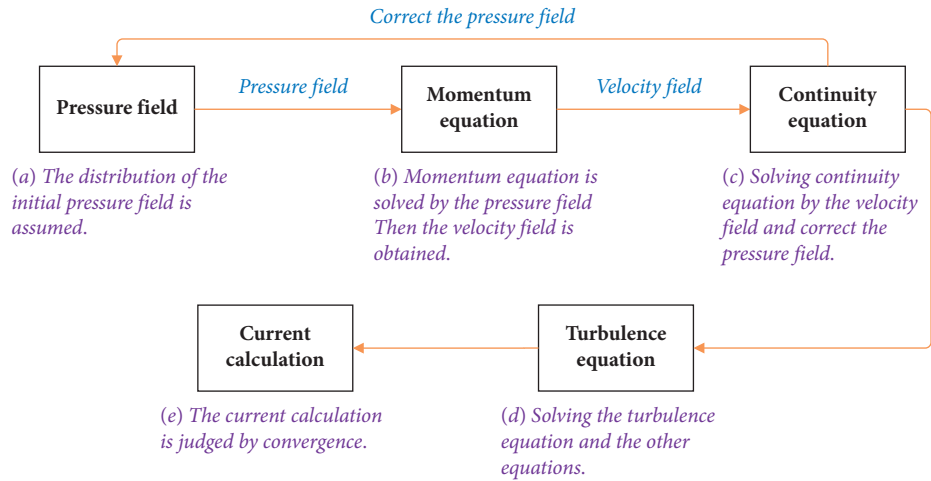 Correct the pressure field
Pressure field
Pressure field
Momentum
equation
Velocity field
Continuity
equation
(a) The distribution of the
initial pressure field is
assumed.
(b) Momentum equation is
solved by the pressure field
Then the velocity field is
obtained.
(c) Solving continuity
equation by the velocity
field and correct the
pressure field.
Current
calculation
Turbulence
equation
(e) The current calculation
is judged by convergence.
(d) Solving the turbulence
equation and the other
equations.